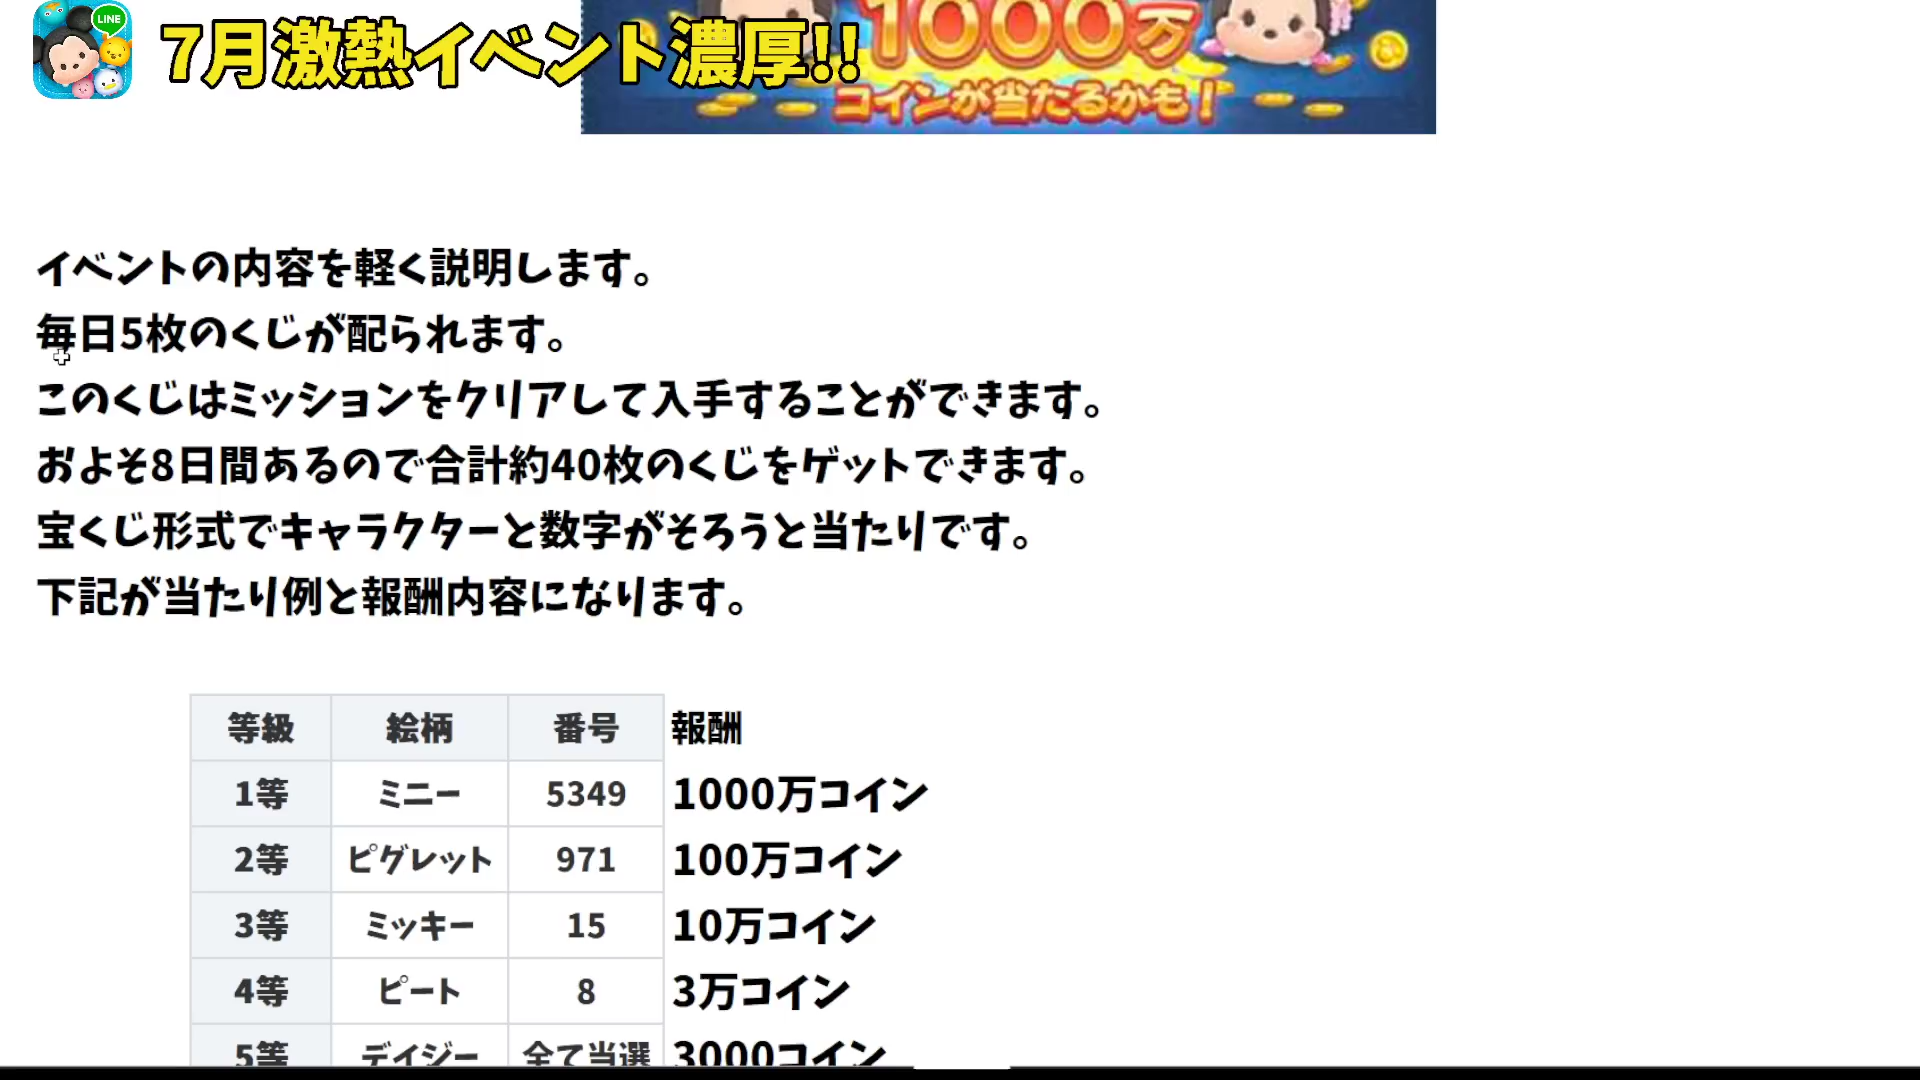 LINE
7月激熱イベント濃厚!!
1000万
コインが当たるかも!
イベントの内容を軽く説明します。
毎日5枚のくじが配られます。
このくじはミッションをクリアして入手することができます。
およそ8日間あるので合計約40枚のくじをゲットできます。
宝くじ形式でキャラクターと数字がそろうと当たりです。
下記が当たり例と報酬内容になります。
等級 絵柄 番号 報酬
1等 ミニー 5349 1000万コイン
2等 ピグレット 971 100万コイン
3等 ミッキー 15 10万コイン
4等 ピート 8 3万コイン
5等 デイジー 全て当選 3000コイン